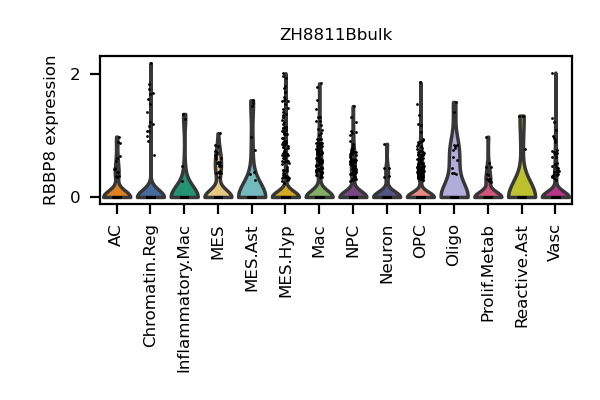 ZH8811Bbulk
RBBP8 expression
2
0
AC
Chromatin.Reg
Inflammatory.Mac
MES
MES.Ast
MES.Hyp
Mac
NPC
Neuron
OPC
Oligo
Prolif.Metab
Reactive.Ast
Vasc